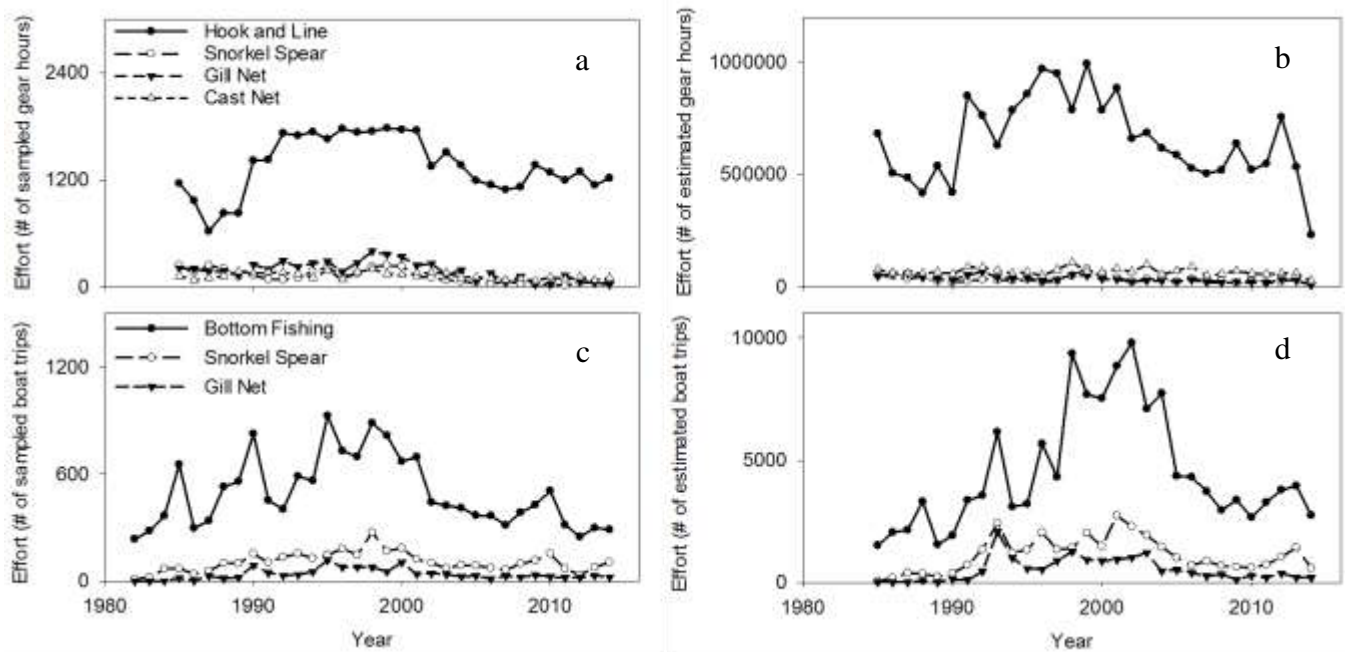 Effort (# of sampled gear hours)
2400
1200
0
Hook and Line
Snorkel Spear
Gill Net
Cast Net
a
Effort (# of estimated gear hours)
1000000
500000
0
b
Effort (# of sampled boat trips)
1200
600
0
Bottom Fishing
Snorkel Spear
Gill Net
c
1980
1990
2000
2010
Year
Effort (# of estimated boat trips)
10000
5000
0
d
1980
1990
2000
2010
Year